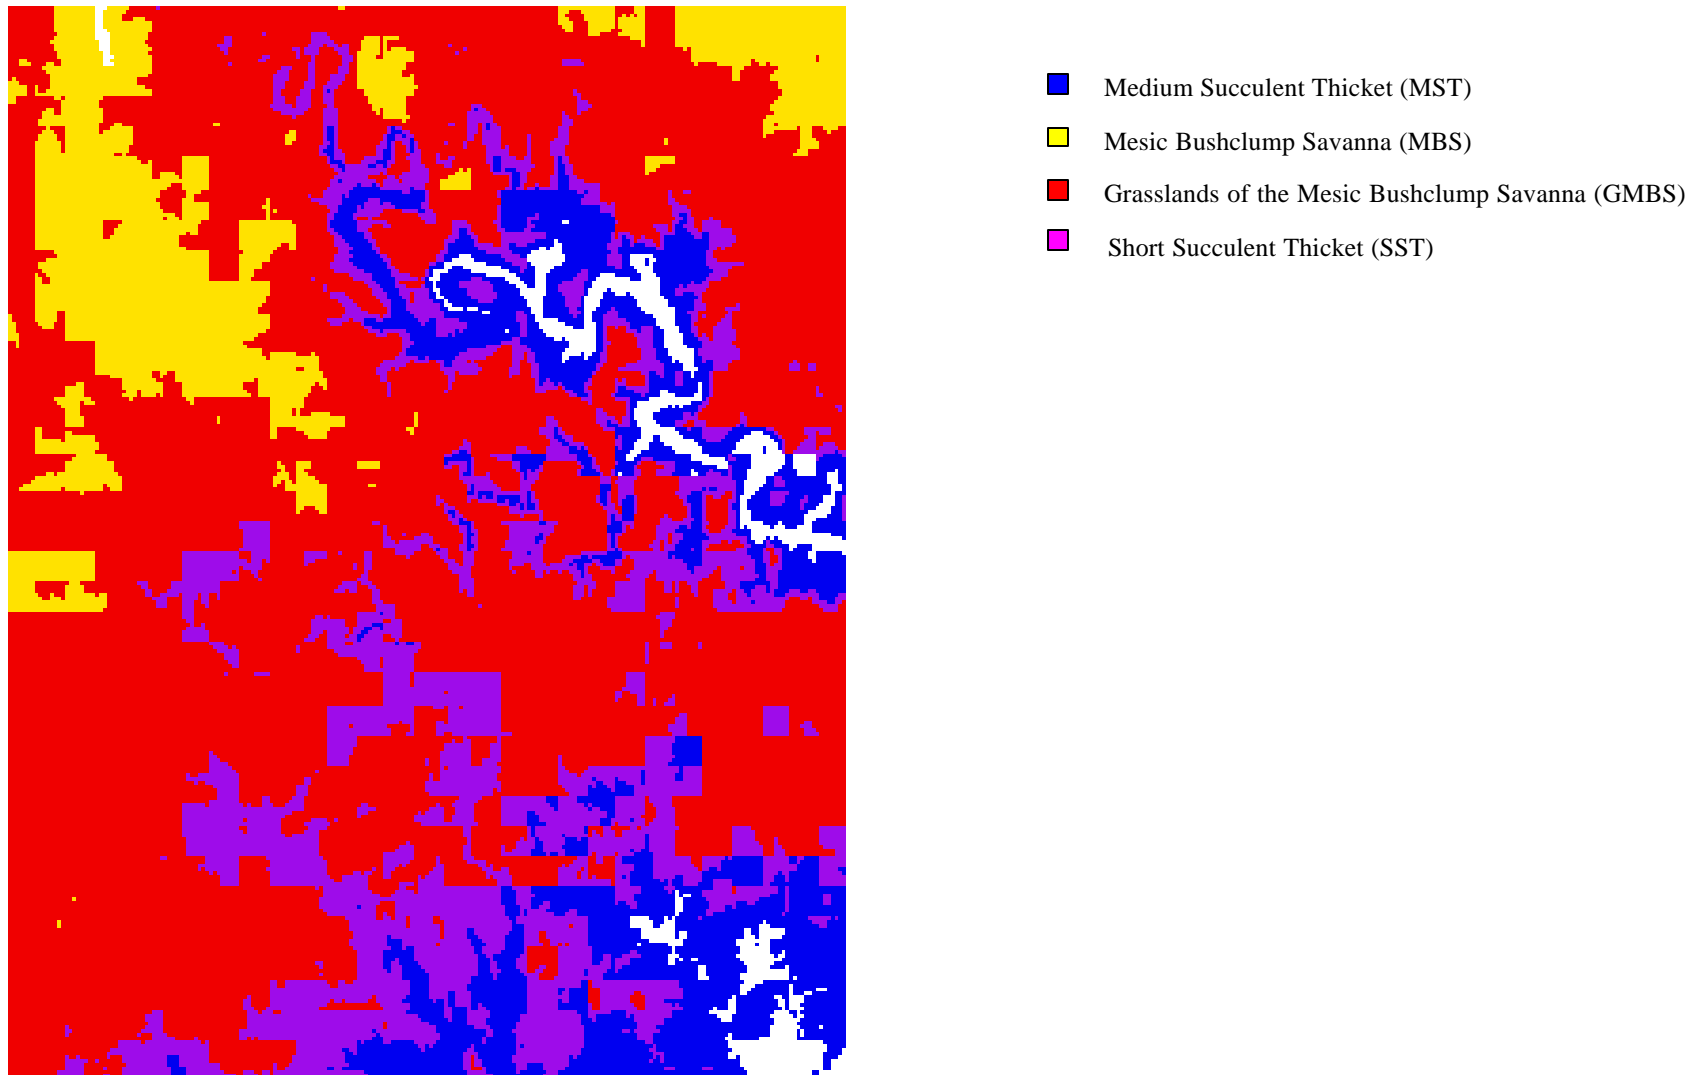 Medium Succulent Thicket (MST)
Mesic Bushclump Savanna (MBS)
Grasslands of the Mesic Bushclump Savanna (GMBS)
Short Succulent Thicket (SST)